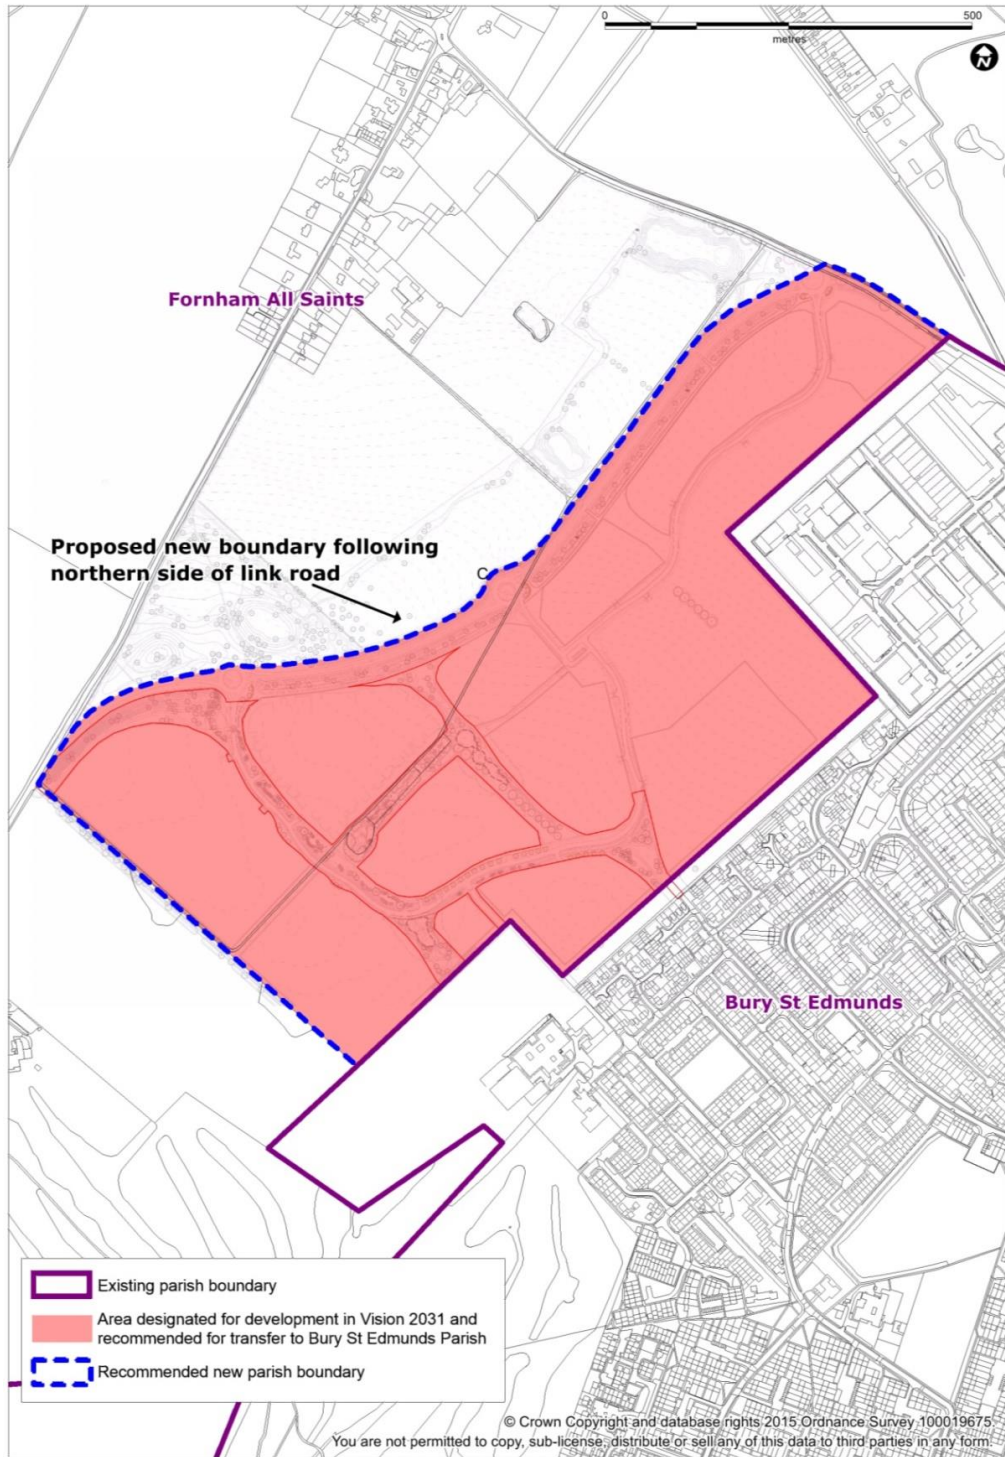 0 500
metres
N
Fornham All Saints
Proposed new boundary following
northern side of link road
C
Bury St Edmunds
Existing parish boundary
Area designated for development in Vision 2031 and
recommended for transfer to Bury St Edmunds Parish
Recommended new parish boundary
© Crown Copyright and database rights 2015 Ordnance Survey 100019675.
You are not permitted to copy, sub-license, distribute or sell any of this data to third parties in any form.